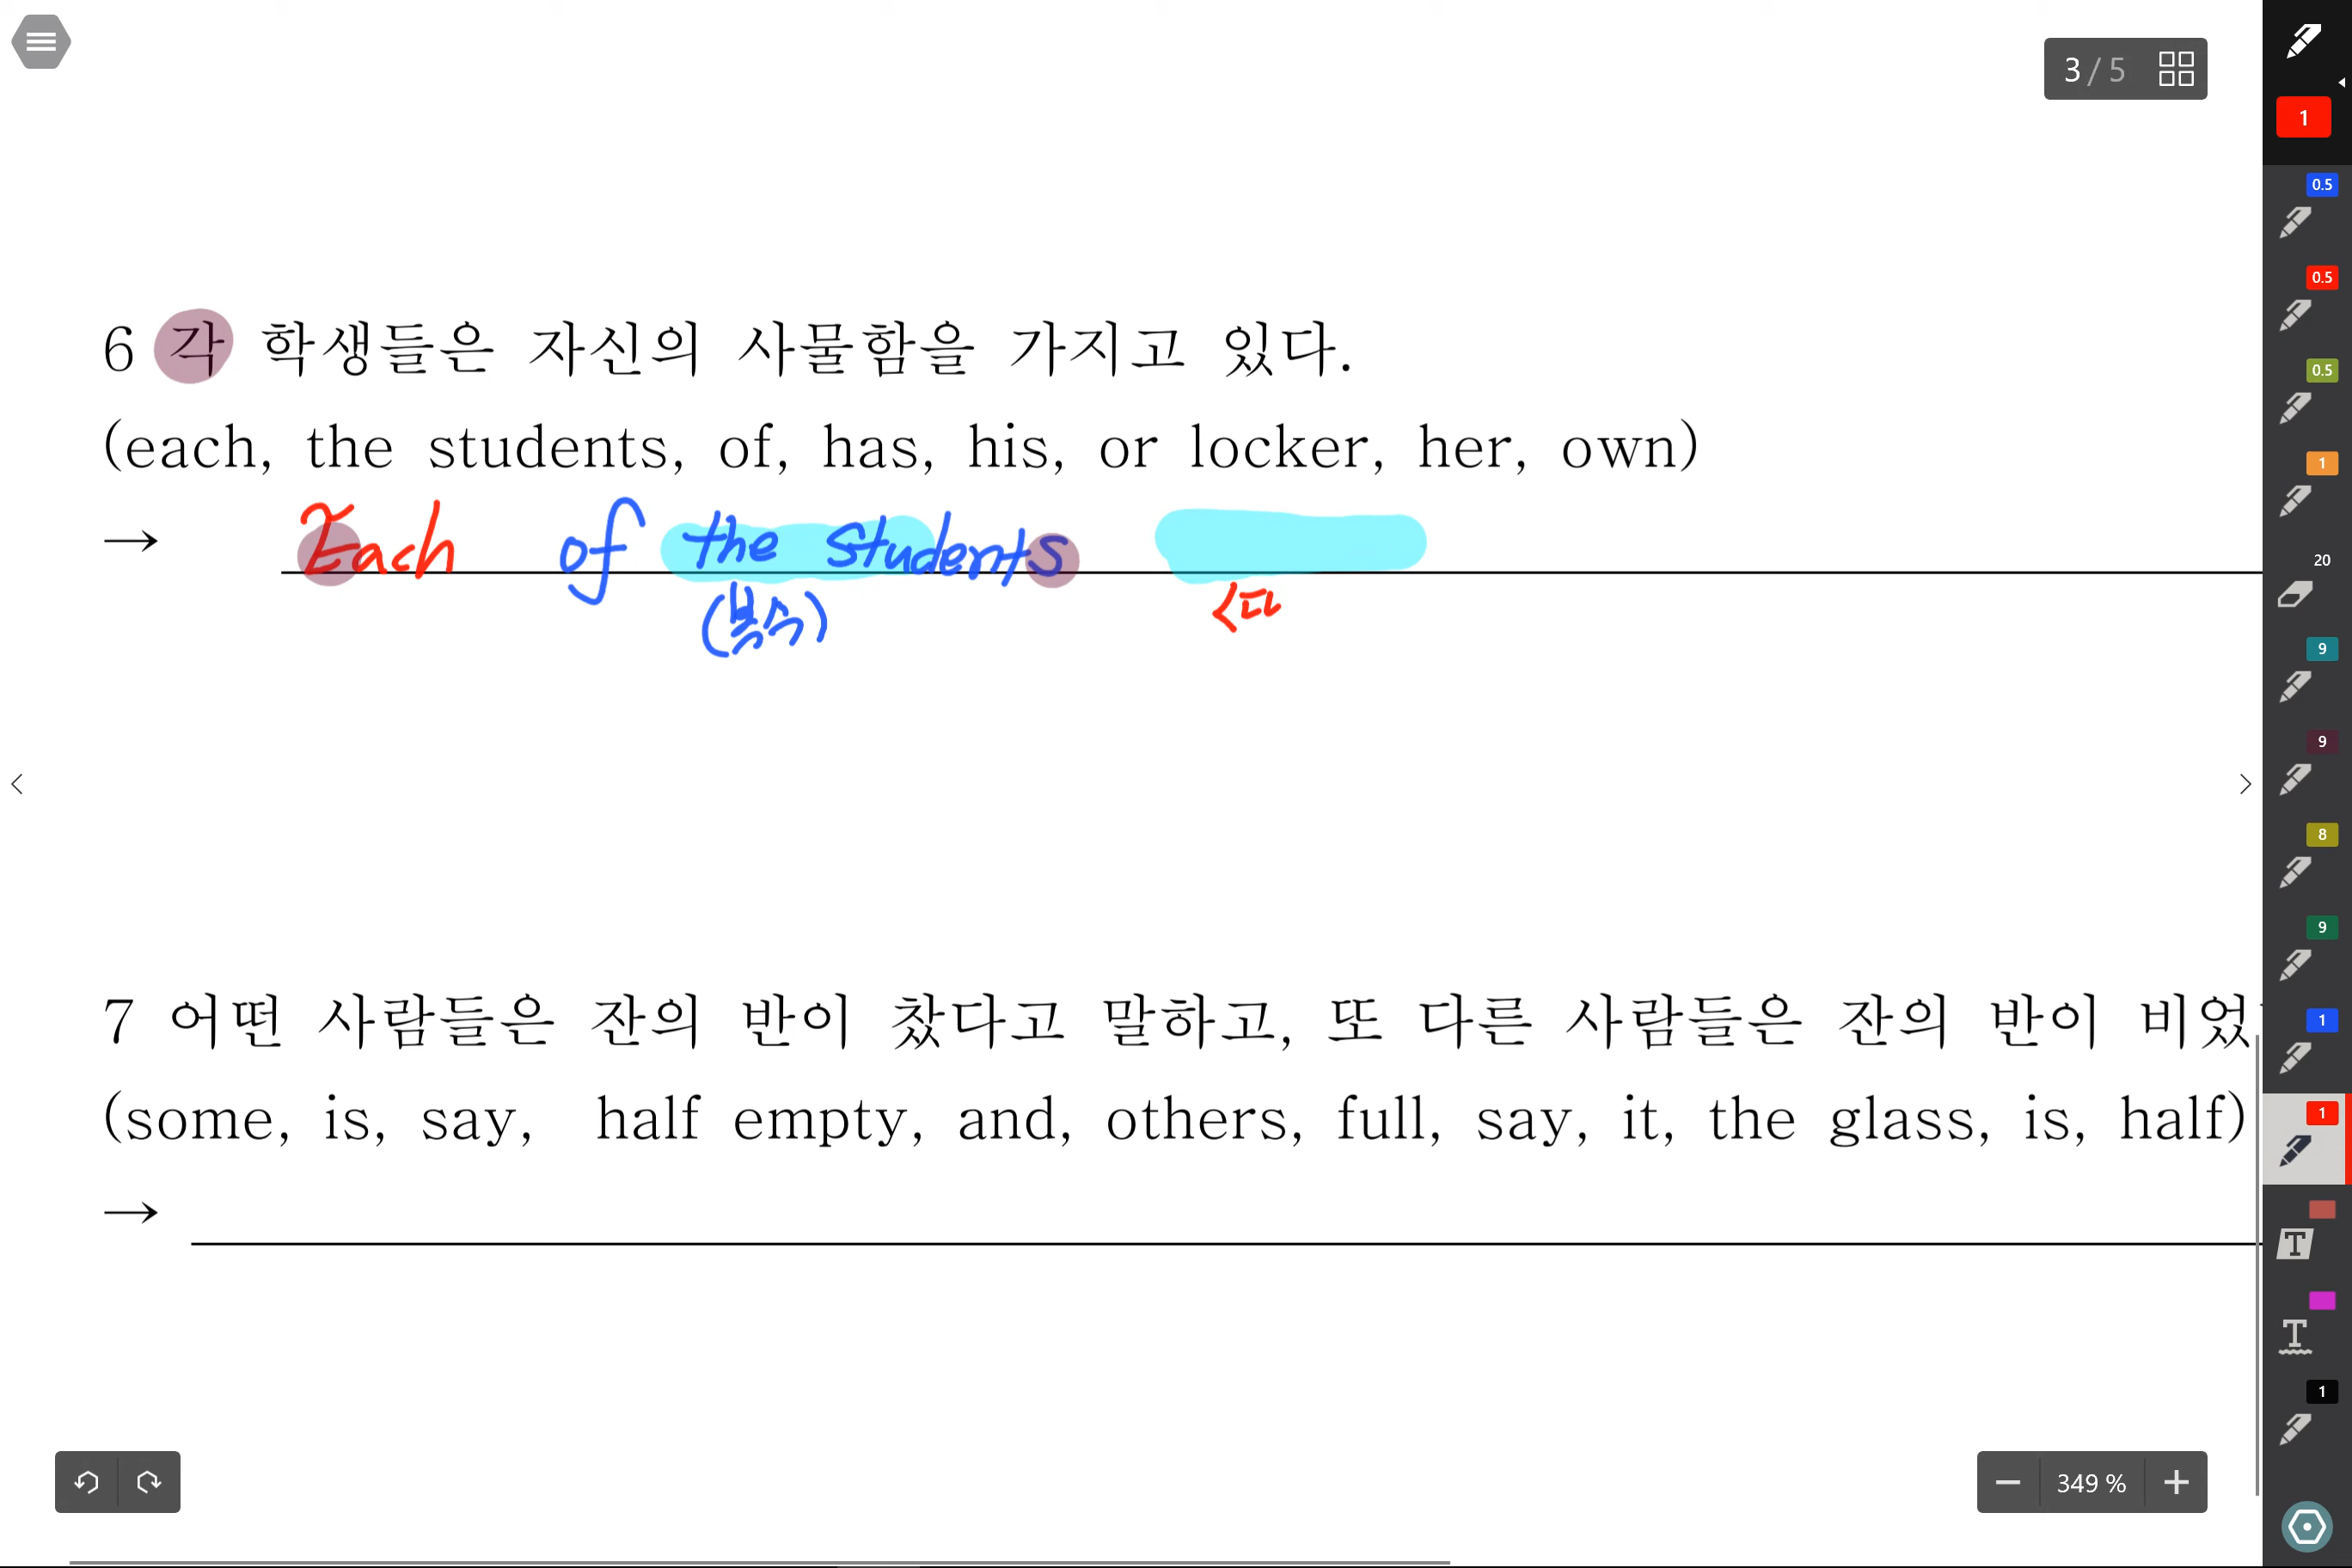 3 / 5
1
0.5
0.5
0.5
1
20
9
9
8
9
1
1
1
6 각 학생들은 자신의 사물함을 가지고 있다.
(each, the students, of, has, his, or locker, her, own)
→ Each of the students
(복수)
7 어떤 사람들은 잔의 반이 찼다고 말하고, 또 다른 사람들은 잔의 반이 비었
(some, is, say, half empty, and, others, full, say, it, the glass, is, half)
→
349 %